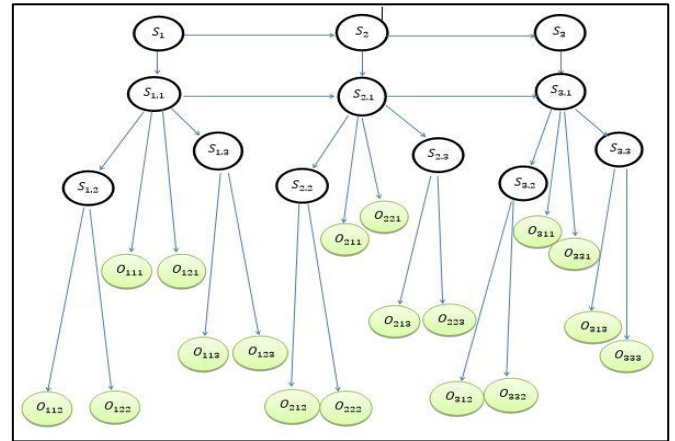 S₁ S₂ S₃
S₁.₁ S₂.₁ S₃.₁
S₁.₃ S₂.₃ S₃.₃
S₁.₂ S₂.₂ S₃.₂
O₂₂₁ O₃₁₁
O₂₁₁ O₃₃₁
O₁₁₁ O₁₂₁
O₂₁₃ O₂₂₃ O₃₁₃
O₁₁₃ O₁₂₃ O₃₃₃
O₁₁₂ O₁₂₂ O₂₁₂ O₂₂₂ O₃₁₂ O₃₃₂